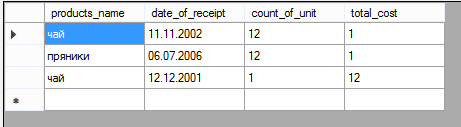 products_name date_of_receipt count_of_unit total_cost
чай 11.11.2002 12 1
пряники 06.07.2006 12 1
чай 12.12.2001 1 12